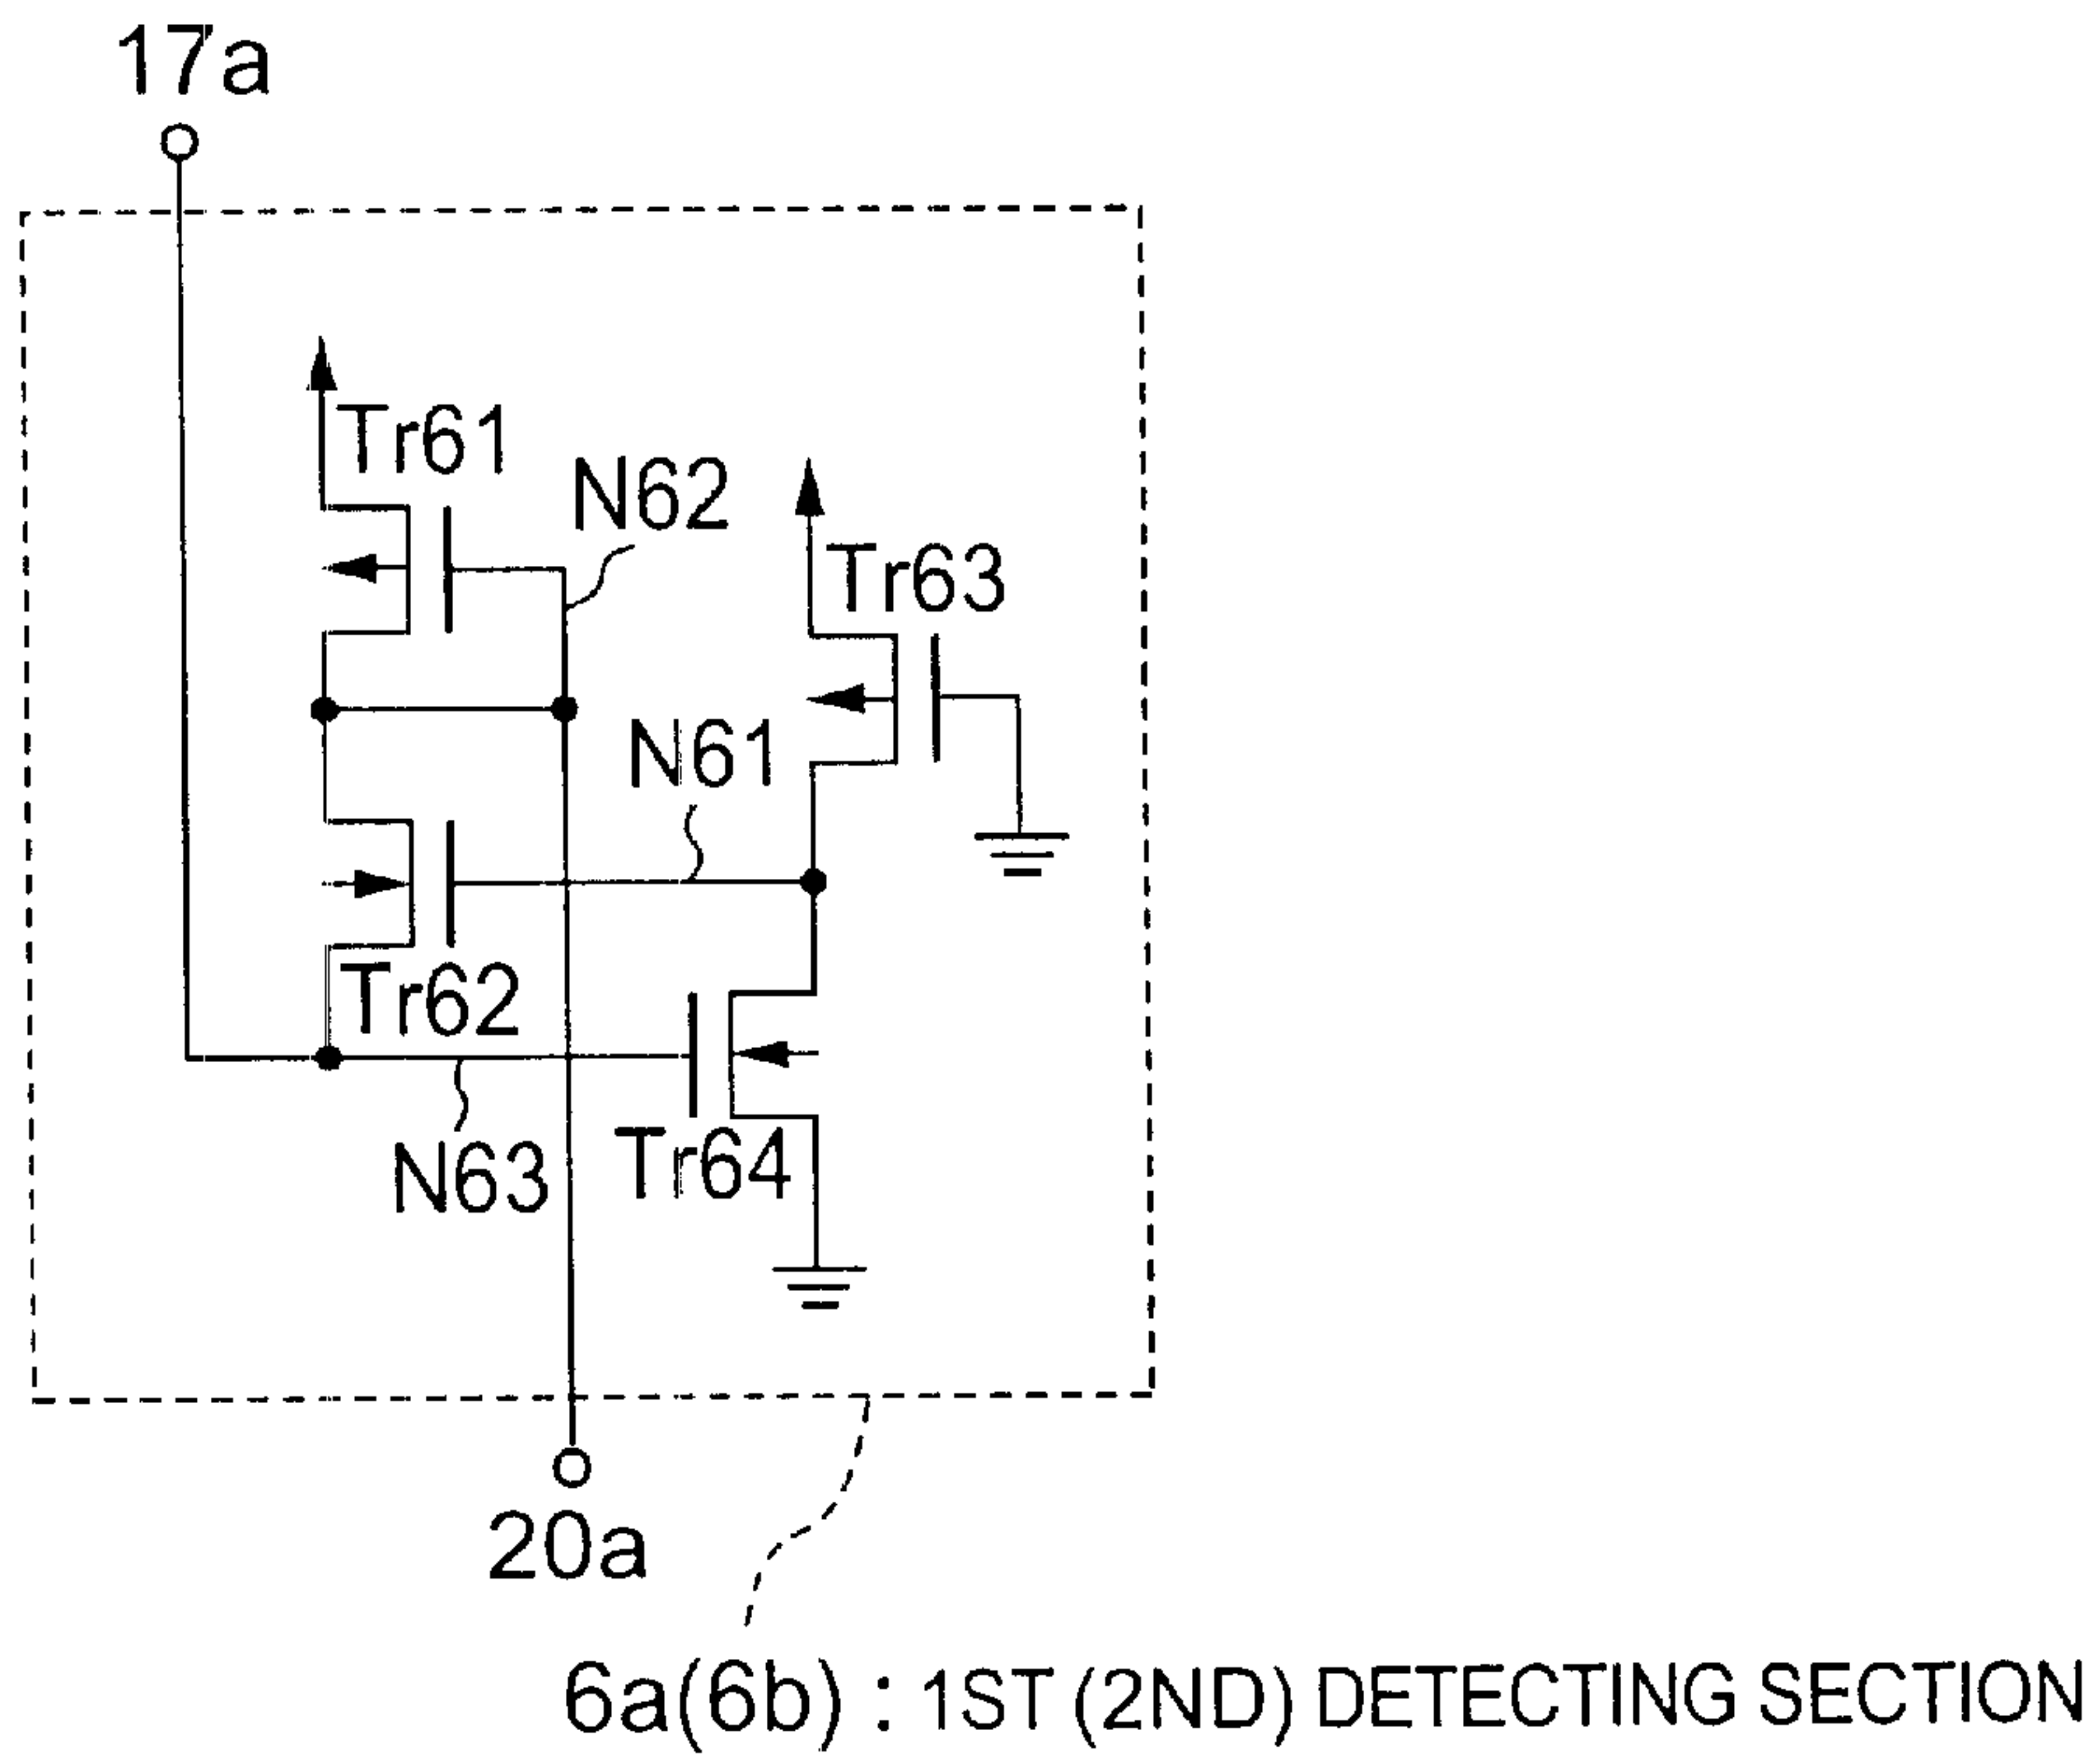 17a
Tr61
N62
Tr63
N61
Tr62
N63
Tr64
20a
6a(6b) : 1ST (2ND) DETECTING SECTION